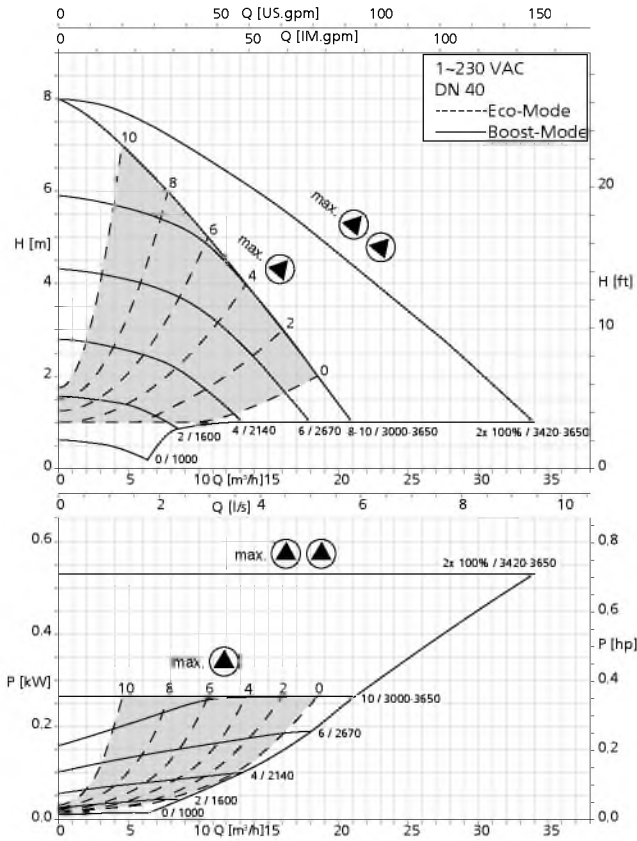 0 50 100 150
Q [US.gpm]
0 50 100
Q [IM.gpm]
1~230 VAC
DN 40
Eco-Mode
Boost-Mode
8
6
4
2
0
H [m]
20
10
0
H [ft]
10
8
6
4
2
0
max.
max.
0 / 1000
2 / 1600
4 / 2140
6 / 2670
8-10 / 3000-3650
2x 100% / 3420-3650
0 5 10 Q [m³/h] 15 20 25 30 35
0 2 4 6 8 10
Q [l/s]
0.6
0.4
0.2
0.0
P [kW]
0,8
0,6
0,4
0,2
0,0
P [hp]
max.
2x 100% / 3420-3650
max.
10 8 6 4 2 0
10 / 3000-3650
6 / 2670
4 / 2140
2 / 1600
0 / 1000
0 5 10 Q [m³/h] 15 20 25 30 35